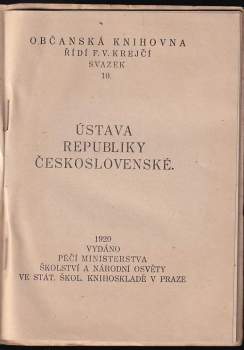 OBČANSKÁ KNIHOVNA
ŘÍDÍ F. V. KREJČÍ
SVAZEK
10.
ÚSTAVA
REPUBLIKY
ČESKOSLOVENSKÉ.
1920
VYDÁNO
PÉČÍ MINISTERSTVA
ŠKOLSTVÍ A NÁRODNÍ OSVĚTY
VE STÁT. ŠKOL. KNIHOSKLADĚ V PRAZE